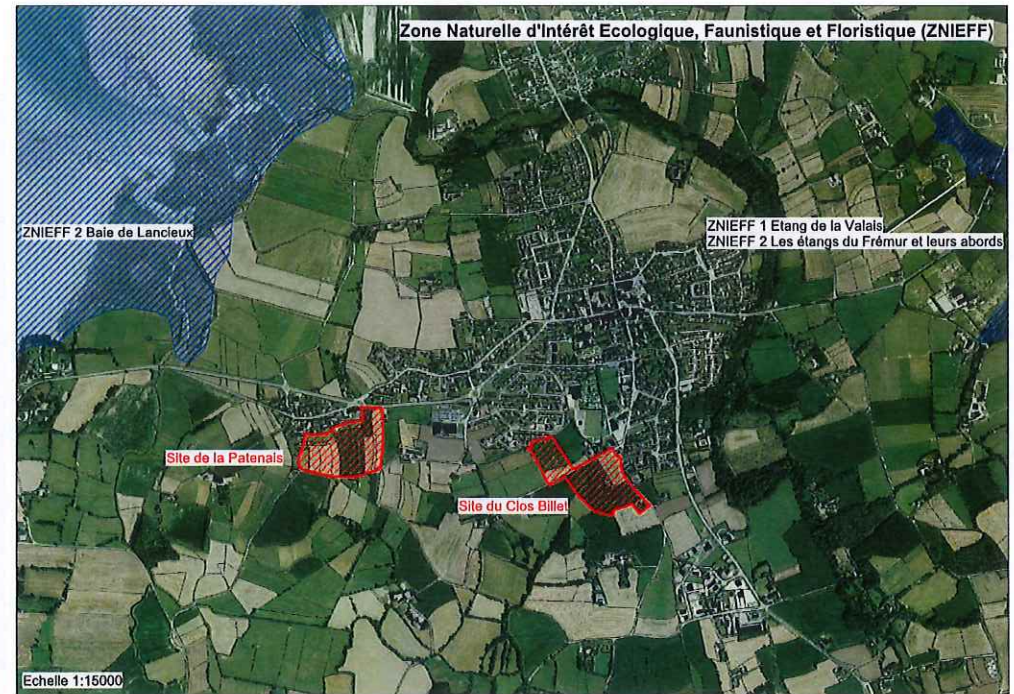 Zone Naturelle d'Intérêt Ecologique, Faunistique et Floristique (ZNIEFF)
ZNIEFF 2 Baie de Lancieux
ZNIEFF 1 Etang de la Valais
ZNIEFF 2 Les étangs du Frémur et leurs abords
Site de la Patenais
Site du Clos Billet
Echelle 1:15000